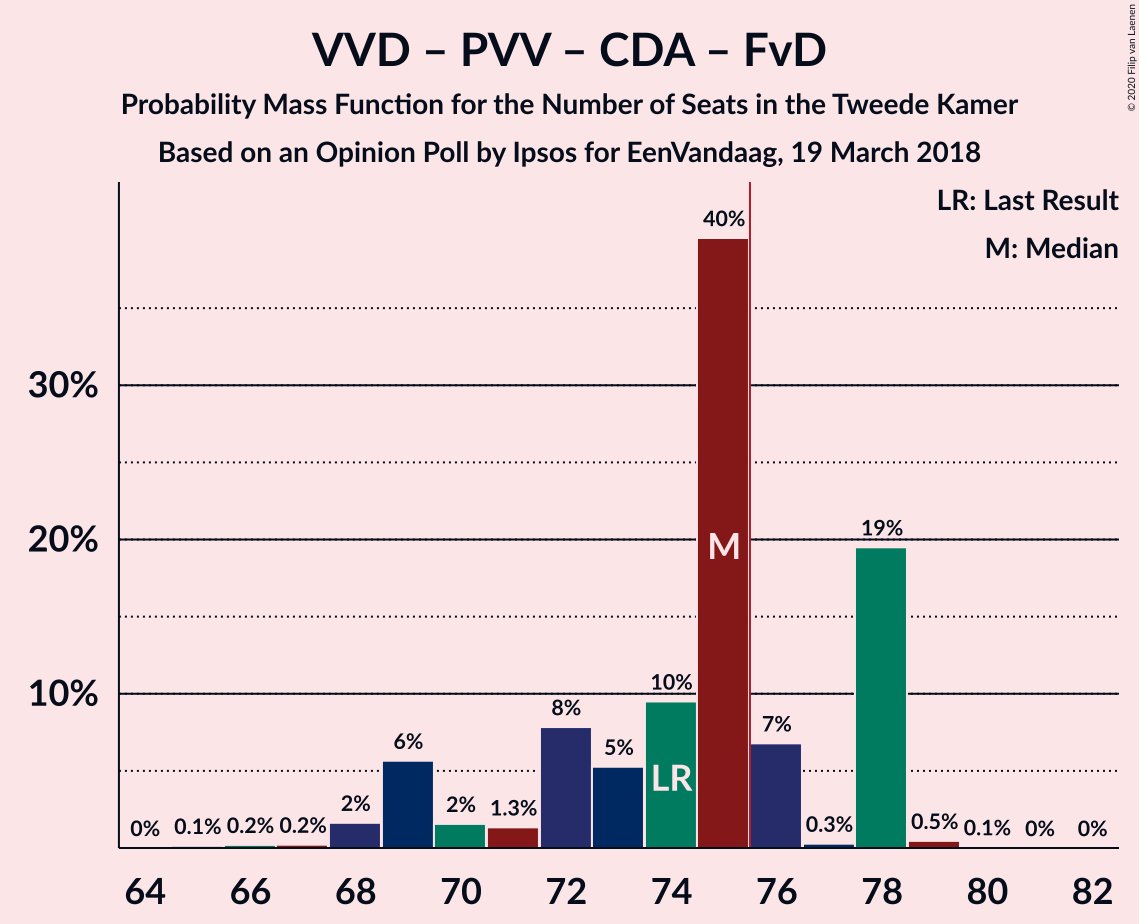 VVD – PVV – CDA – FvD
Probability Mass Function for the Number of Seats in the Tweede Kamer
Based on an Opinion Poll by Ipsos for EenVandaag, 19 March 2018
© 2020 Filip van Laenen
LR: Last Result
M: Median
40%
30%
20%
10%
M
19%
10%
8%
7%
6%
5%
LR
2%
2%
1.3%
0%
0.1%
0.2%
0.2%
0.3%
0.5%
0.1%
0%
0%
64 66 68 70 72 74 76 78 80 82